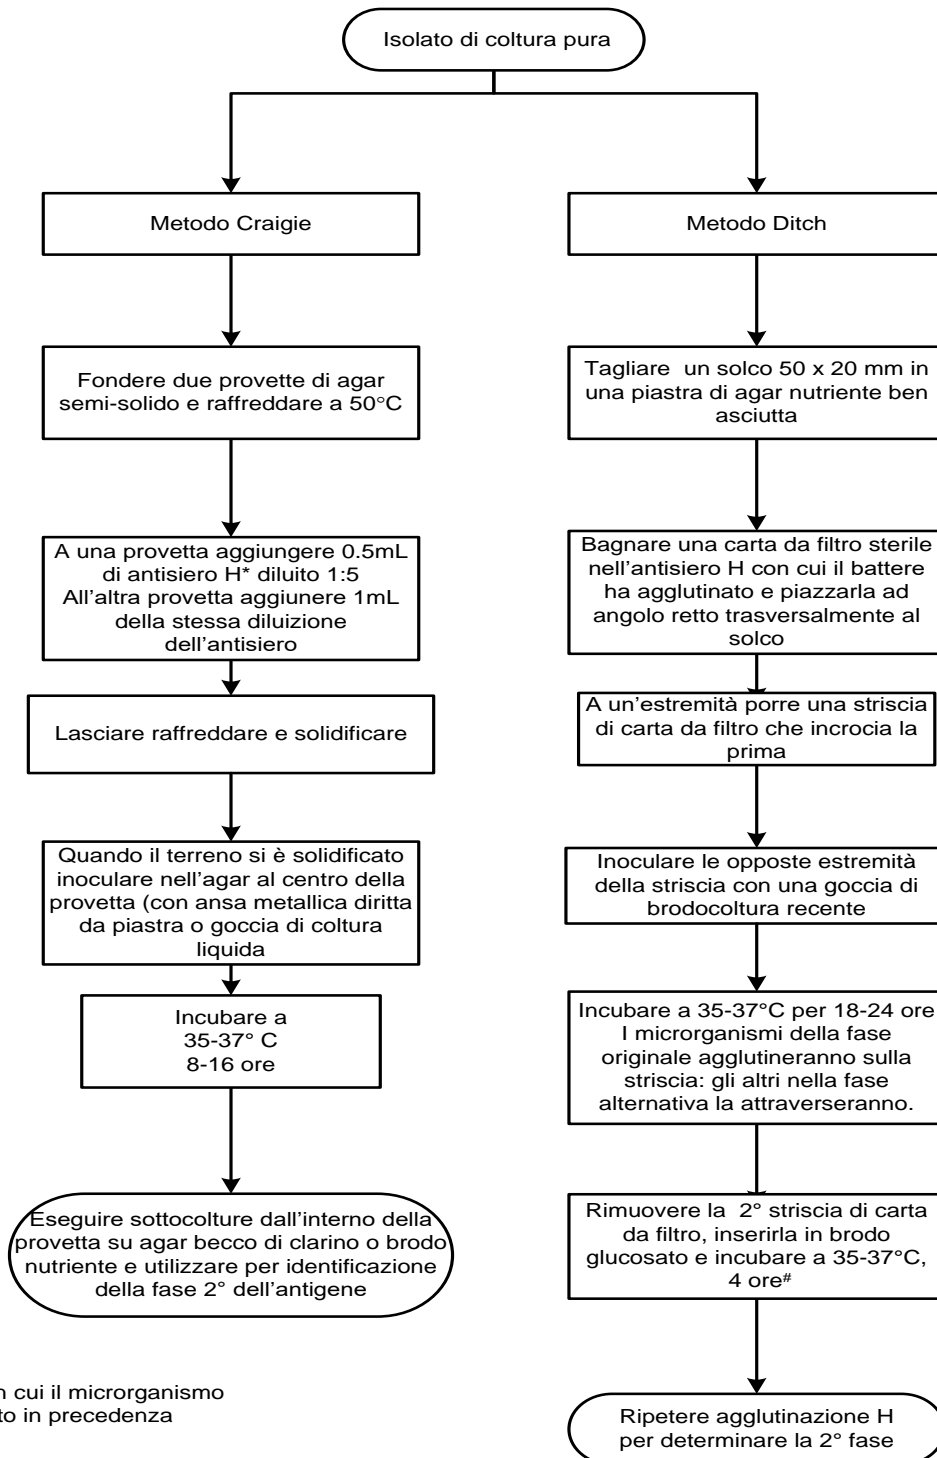 Isolato di coltura pura
Metodo Craigie
Metodo Ditch
Fondere due provette di agar
semi-solido e raffreddare a 50°C
Tagliare un solco 50 x 20 mm in
una piastra di agar nutriente ben
asciutta
A una provetta aggiungere 0.5mL
di antisiero H* diluito 1:5
All'altra provetta aggiunere 1mL
della stessa diluizione
dell'antisiero
Bagnare una carta da filtro sterile
nell'antisiero H con cui il battere
ha agglutinato e piazzarla ad
angolo retto trasversalmente al
solco
Lasciare raffreddare e solidificare
A un'estremità porre una striscia
di carta da filtro che incrocia la
prima
Quando il terreno si è solidificato
inoculare nell'agar al centro della
provetta (con ansa metallica diritta
da piastra o goccia di coltura
liquida
Inoculare le opposte estremità
della striscia con una goccia di
brodocoltura recente
Incubare a
35-37° C
8-16 ore
Incubare a 35-37°C per 18-24 ore
I microrganismi della fase
originale agglutineranno sulla
striscia: gli altri nella fase
alternativa la attraverseranno.
Eseguire sottocolture dall'interno della
provetta su agar becco di clarino o brodo
nutriente e utilizzare per identificazione
della fase 2° dell'antigene
Rimuovere la 2° striscia di carta
da filtro, inserirla in brodo
glucosato e incubare a 35-37°C,
4 ore#
n cui il microrganismo
to in precedenza
Ripetere agglutinazione H
per determinare la 2° fase